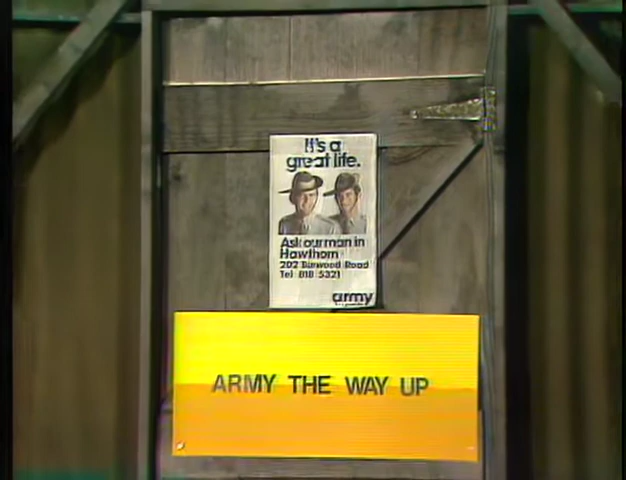 It's a
great life.
Ask our man in
Hawthorn
202 Burwood Road
Tel 818 5321
army
ARMY THE WAY UP